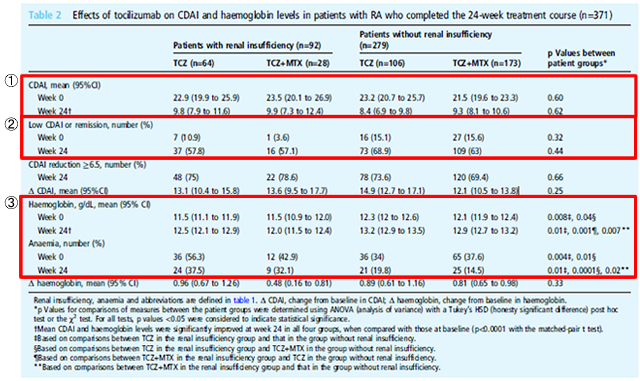 Table 2 Effects of tocilizumab on CDAI and haemoglobin levels in patients with RA who completed the 24-week treatment course (n=371)
Patients with renal insufficiency (n=92) Patients without renal insufficiency (n=279)
TCZ (n=64) TCZ+MTX (n=28) TCZ (n=106) TCZ+MTX (n=173) p Values between patient groups*
①
CDAI, mean (95%CI)
Week 0 22.9 (19.9 to 25.9) 23.5 (20.1 to 26.9) 23.2 (20.7 to 25.7) 21.5 (19.6 to 23.3) 0.60
Week 24† 9.8 (7.9 to 11.6) 9.9 (7.3 to 12.4) 8.4 (6.9 to 9.8) 9.3 (8.1 to 10.6) 0.62
②
Low CDAI or remission, number (%)
Week 0 7 (10.9) 1 (3.6) 16 (15.1) 27 (15.6) 0.32
Week 24 37 (57.8) 16 (57.1) 73 (68.9) 109 (63) 0.44
CDAI reduction ≥6.5, number (%) 48 (75) 22 (78.6) 78 (73.6) 120 (69.4) 0.66
Δ CDAI, mean (95%CI) 13.1 (10.4 to 15.8) 13.6 (9.5 to 17.7) 14.9 (12.7 to 17.1) 12.1 (10.5 to 13.8) 0.25
③
Haemoglobin, g/dL, mean (95% CI)
Week 0 11.5 (11.1 to 11.9) 11.5 (10.9 to 12.0) 12.3 (12 to 12.6) 12.1 (11.9 to 12.4) 0.008‡, 0.04§
Week 24† 12.5 (12.1 to 12.9) 12.0 (11.5 to 12.4) 13.2 (12.9 to 13.5) 12.9 (12.7 to 13.2) 0.01‡, 0.001¶, 0.007**
Anaemia, number (%)
Week 0 36 (56.3) 12 (42.9) 36 (34) 65 (37.6) 0.004‡, 0.01§
Week 24 24 (37.5) 9 (32.1) 21 (19.8) 25 (14.5) 0.01‡, 0.0001§, 0.02**
Δ haemoglobin, mean (95% CI) 0.96 (0.67 to 1.26) 0.48 (0.16 to 0.81) 0.89 (0.61 to 1.16) 0.81 (0.65 to 0.98) 0.33
Renal insufficiency, anaemia and abbreviations are defined in table 1. Δ CDAI, change from baseline in CDAI; Δ haemoglobin, change from baseline in haemoglobin.
*p Values for comparisons of measures between the patient groups were determined using ANOVA (analysis of variance) with a Tukey's HSD (honesty significant difference) post hoc
test or the χ² test. For all tests, p values <0.05 were considered to indicate statistical significance.
†Mean CDAI and haemoglobin levels were significantly improved at week 24 in all four groups, when compared with those at baseline (p<0.0001 with the matched-pair t test).
‡Based on comparisons between TCZ in the renal insufficiency group and that in the group without renal insufficiency.
§Based on comparisons between TCZ in the renal insufficiency group and TCZ+MTX in the group without renal insufficiency.
¶Based on comparisons between TCZ+MTX in the renal insufficiency group and TCZ in the group without renal insufficiency.
**Based on comparisons between TCZ+MTX in the renal insufficiency group and that in the group without renal insufficiency.